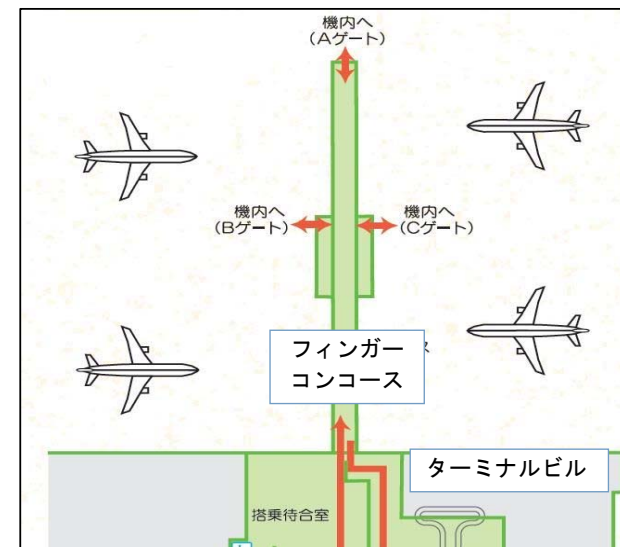 機内へ
(Aゲート)
機内へ
(Bゲート)
機内へ
(Cゲート)
フィンガー
コンコース
ス
ターミナルビル
搭乗待合室